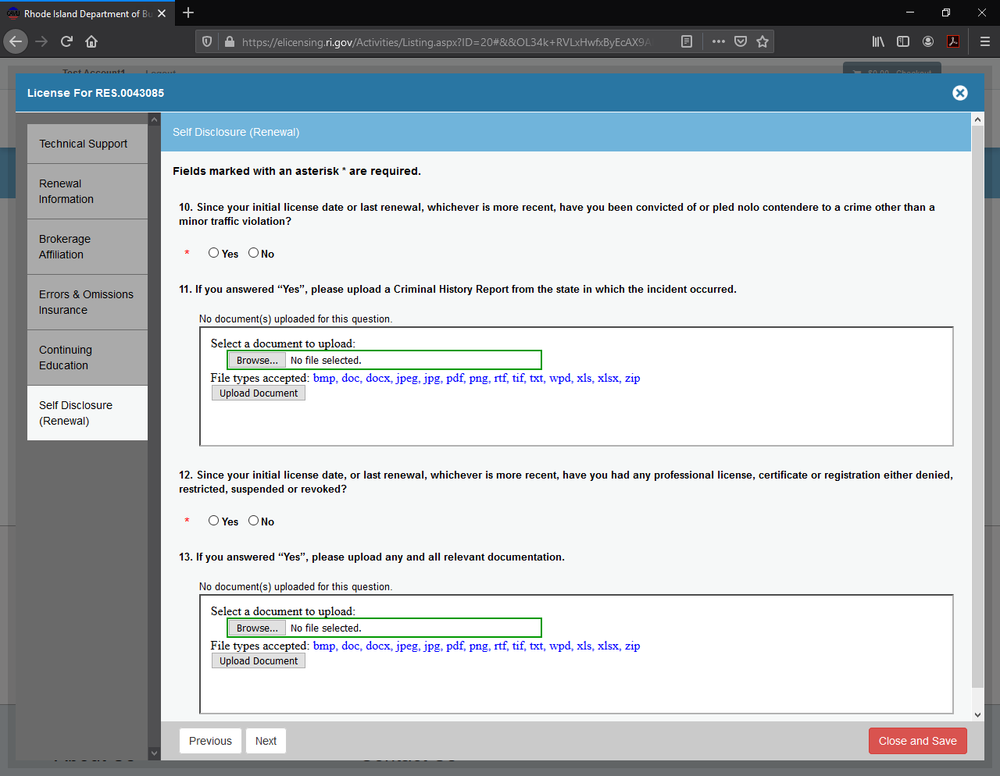 Rhode Island Department of Bu
https://elicensing.ri.gov/Activities/Listing.aspx?ID=20#&&OL34k+RVLxHwfxByEcAX9A
Test Account1 Logout
$0.00 Checkout
License For RES.0043085
Technical Support
Renewal
Information
Brokerage
Affiliation
Errors & Omissions
Insurance
Continuing
Education
Self Disclosure
(Renewal)
Self Disclosure (Renewal)
Fields marked with an asterisk * are required.
10. Since your initial license date or last renewal, whichever is more recent, have you been convicted of or pled nolo contendere to a crime other than a
minor traffic violation?
* Yes No
11. If you answered “Yes”, please upload a Criminal History Report from the state in which the incident occurred.
No document(s) uploaded for this question.
Select a document to upload:
Browse... No file selected.
File types accepted: bmp, doc, docx, jpeg, jpg, pdf, png, rtf, tif, txt, wpd, xls, xlsx, zip
Upload Document
12. Since your initial license date, or last renewal, whichever is more recent, have you had any professional license, certificate or registration either denied,
restricted, suspended or revoked?
* Yes No
13. If you answered “Yes”, please upload any and all relevant documentation.
No document(s) uploaded for this question.
Select a document to upload:
Browse... No file selected.
File types accepted: bmp, doc, docx, jpeg, jpg, pdf, png, rtf, tif, txt, wpd, xls, xlsx, zip
Upload Document
Previous Next Close and Save